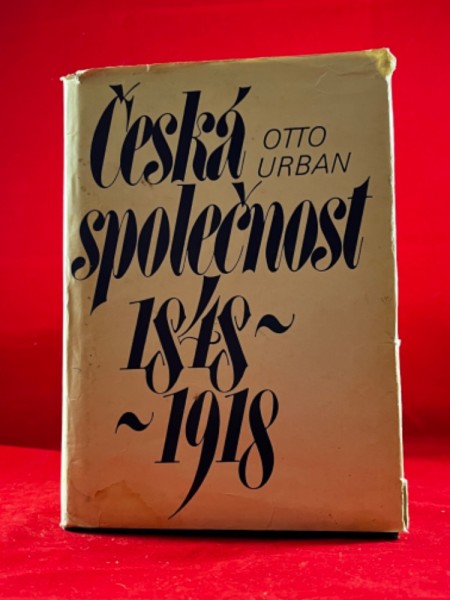 Česká
OTTO
URBAN
společnost
1848~
~1918